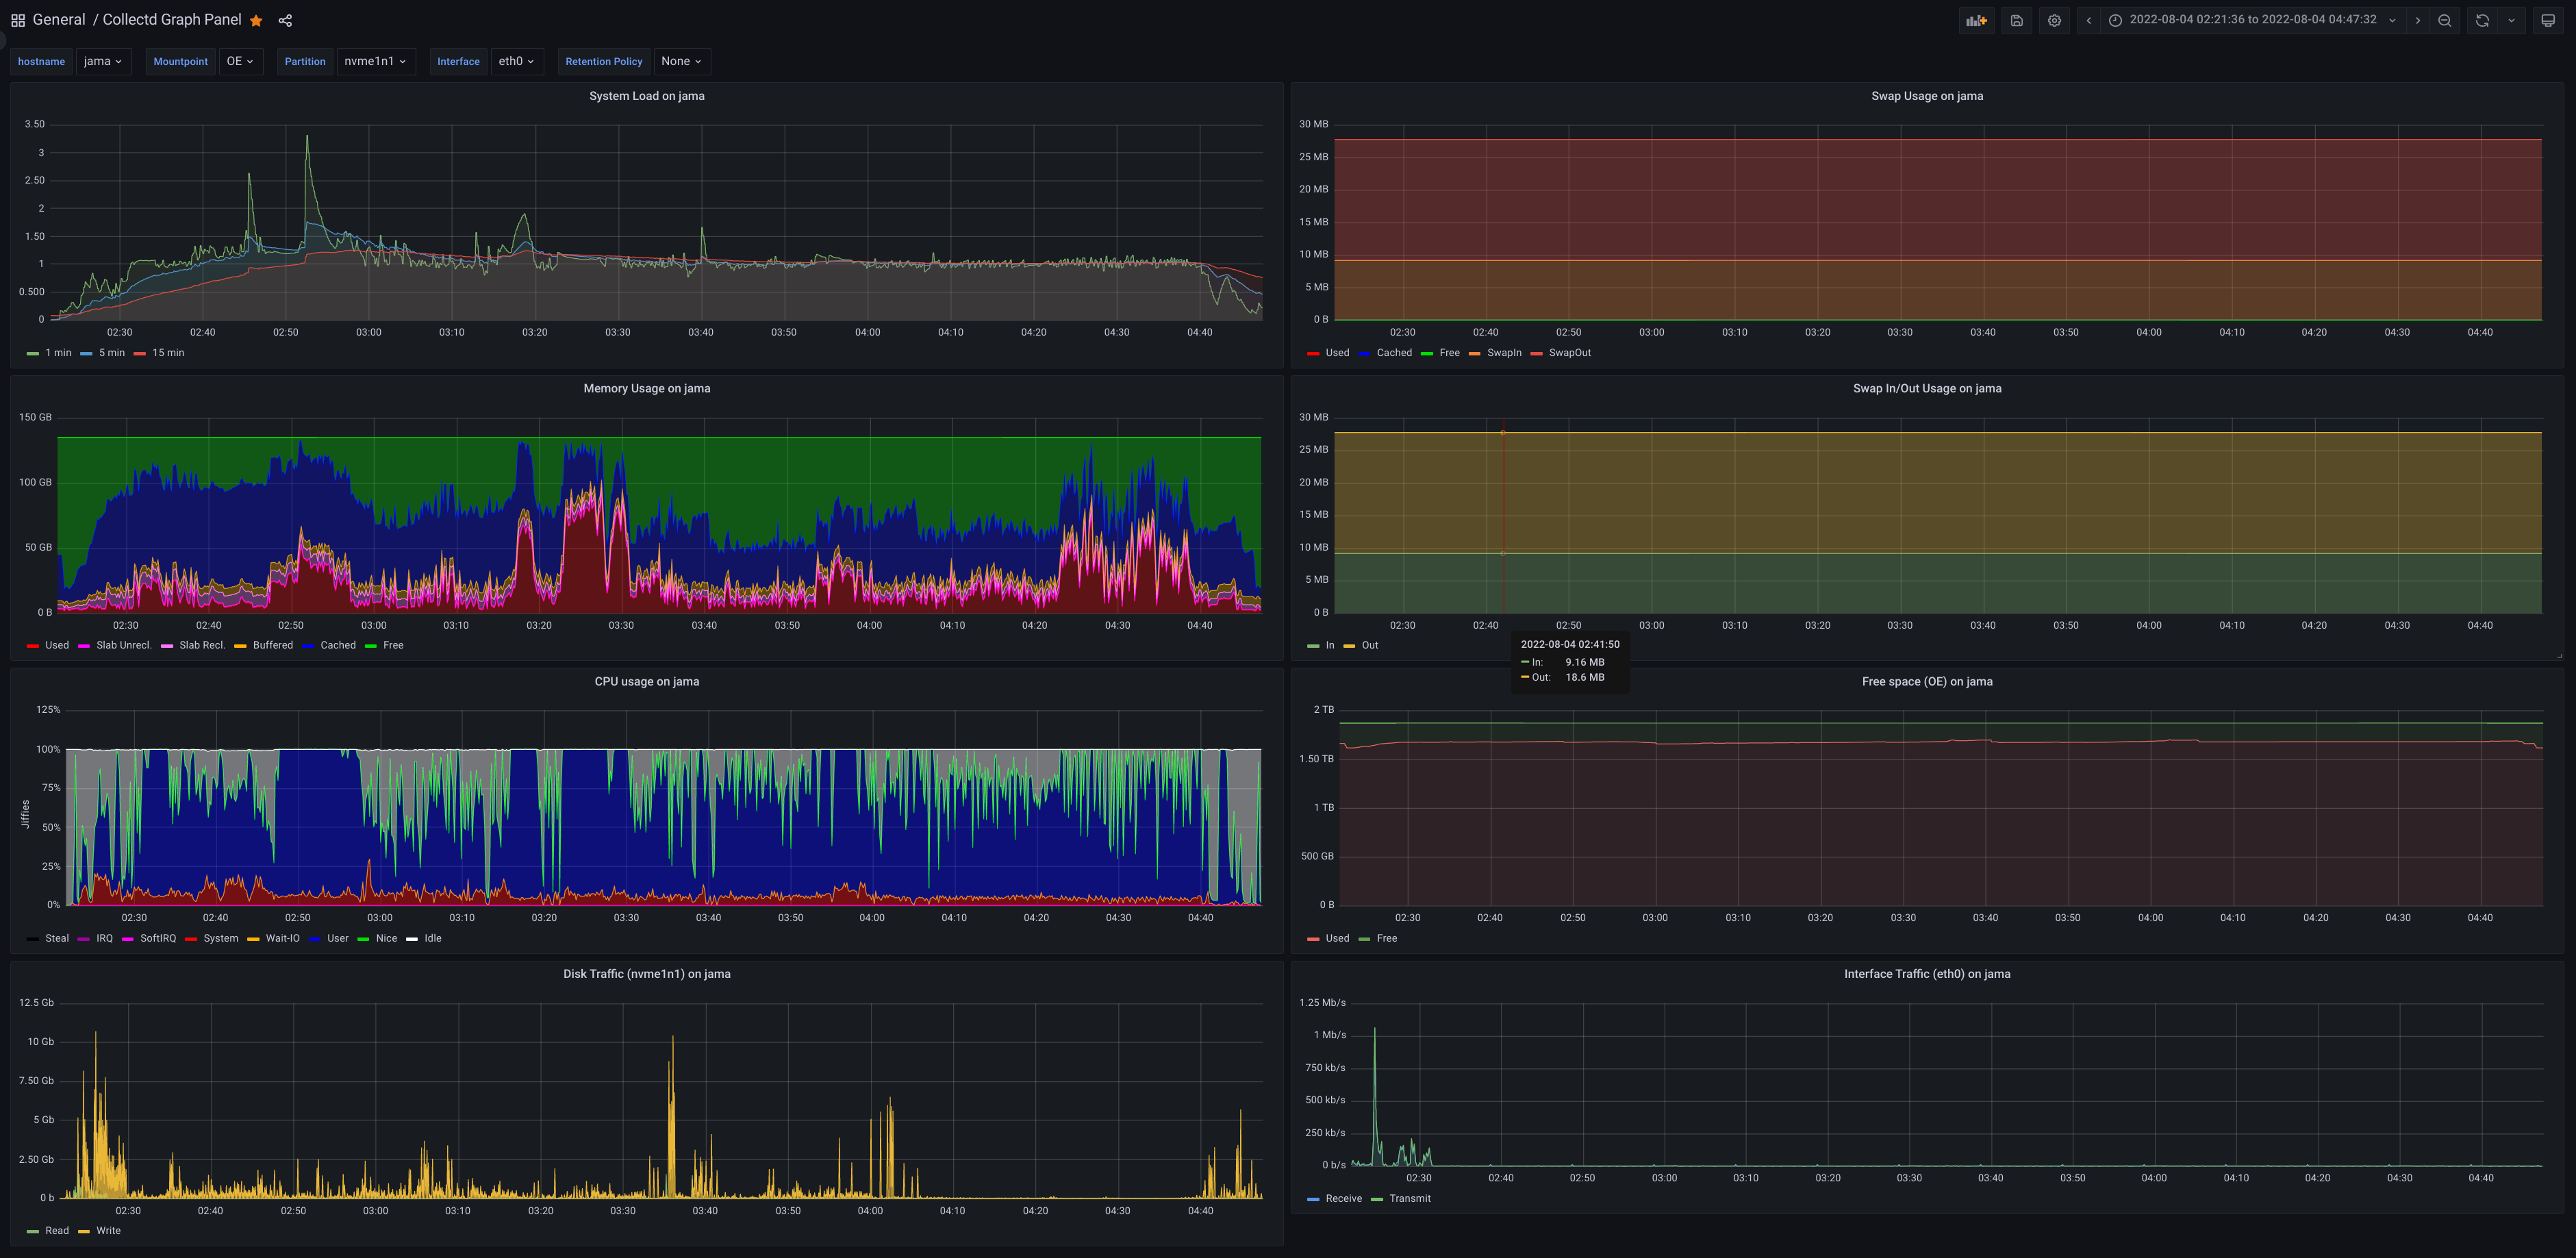 General / Collectd Graph Panel
2022-08-04 02:21:36 to 2022-08-04 04:47:32
hostname jama Mountpoint OE Partition nvme1n1 Interface eth0 Retention Policy None
System Load on jama
3.50
3
2.50
2
1.50
1
0.500
0
02:30 02:40 02:50 03:00 03:10 03:20 03:30 03:40 03:50 04:00 04:10 04:20 04:30 04:40
1 min 5 min 15 min
Swap Usage on jama
30 MB
25 MB
20 MB
15 MB
10 MB
5 MB
0 B
02:30 02:40 02:50 03:00 03:10 03:20 03:30 03:40 03:50 04:00 04:10 04:20 04:30 04:40
Used Cached Free SwapIn SwapOut
Memory Usage on jama
150 GB
100 GB
50 GB
0 B
02:30 02:40 02:50 03:00 03:10 03:20 03:30 03:40 03:50 04:00 04:10 04:20 04:30 04:40
Used Slab Unrecl. Slab Recl. Buffered Cached Free
Swap In/Out Usage on jama
30 MB
25 MB
20 MB
15 MB
10 MB
5 MB
0 B
02:30 02:40 02:50 03:00 03:10 03:20 03:30 03:40 03:50 04:00 04:10 04:20 04:30 04:40
In Out
2022-08-04 02:41:50
In: 9.16 MB
Out: 18.6 MB
CPU usage on jama
Jiffies
125%
100%
75%
50%
25%
0%
02:30 02:40 02:50 03:00 03:10 03:20 03:30 03:40 03:50 04:00 04:10 04:20 04:30 04:40
Steal IRQ SoftIRQ System Wait-IO User Nice Idle
Free space (OE) on jama
2 TB
1.50 TB
1 TB
500 GB
0 B
02:30 02:40 02:50 03:00 03:10 03:20 03:30 03:40 03:50 04:00 04:10 04:20 04:30 04:40
Used Free
Disk Traffic (nvme1n1) on jama
12.5 Gb
10 Gb
7.50 Gb
5 Gb
2.50 Gb
0 b
02:30 02:40 02:50 03:00 03:10 03:20 03:30 03:40 03:50 04:00 04:10 04:20 04:30 04:40
Read Write
Interface Traffic (eth0) on jama
1.25 Mb/s
1 Mb/s
750 kb/s
500 kb/s
250 kb/s
0 b/s
02:30 02:40 02:50 03:00 03:10 03:20 03:30 03:40 03:50 04:00 04:10 04:20 04:30 04:40
Receive Transmit